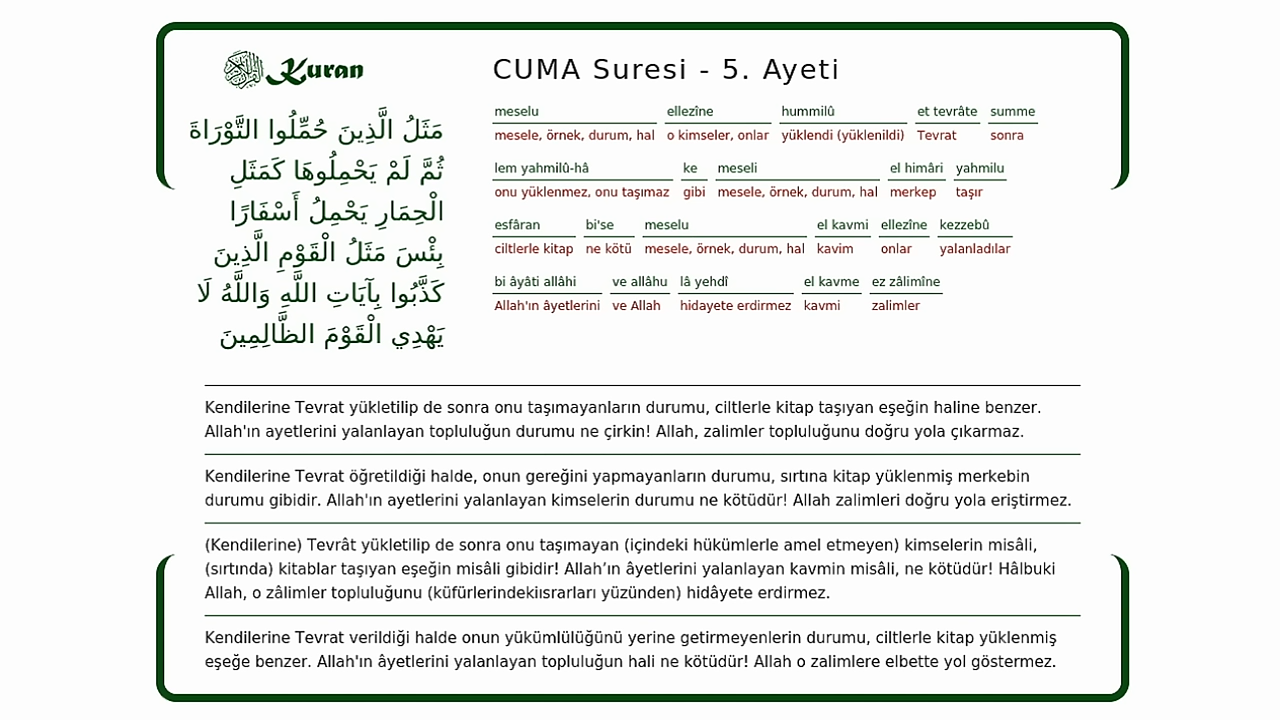 Kuran
مَثَلُ الَّذِينَ حُمِّلُوا التَّوْرَاةَ
ثُمَّ لَمْ يَحْمِلُوهَا كَمَثَلِ
الْحِمَارِ يَحْمِلُ أَسْفَارًا
بِئْسَ مَثَلُ الْقَوْمِ الَّذِينَ
كَذَّبُوا بِآيَاتِ اللَّهِ وَاللَّهُ لَا
يَهْدِي الْقَوْمَ الظَّالِمِينَ
CUMA Suresi - 5. Ayeti
meselu ellezîne hummilû et tevrâte summe
mesele, örnek, durum, hal o kimseler, onlar yüklendi (yüklenildi) Tevrat sonra
lem yahmilû-hâ ke meseli el himâri yahmilu
onu yüklenmez, onu taşımaz gibi mesele, örnek, durum, hal merkep taşır
esfâran bi'se meselu el kavmi ellezîne kezzebû
ciltlerle kitap ne kötü mesele, örnek, durum, hal kavim onlar yalanladılar
bi âyâti allâhi ve allâhu lâ yehdî el kavme ez zâlimîne
Allah'ın âyetlerini ve Allah hidayete erdirmez kavmi zalimler
Kendilerine Tevrat yükletilip de sonra onu taşımayanların durumu, ciltlerle kitap taşıyan eşeğin haline benzer.
Allah'ın ayetlerini yalanlayan topluluğun durumu ne çirkin! Allah, zalimler topluluğunu doğru yola çıkarmaz.
Kendilerine Tevrat öğretildiği halde, onun gereğini yapmayanların durumu, sırtına kitap yüklenmiş merkebin
durumu gibidir. Allah'ın ayetlerini yalanlayan kimselerin durumu ne kötüdür! Allah zalimleri doğru yola eriştirmez.
(Kendilerine) Tevrât yükletilip de sonra onu taşımayan (içindeki hükümlerle amel etmeyen) kimselerin misâli,
(sırtında) kitablar taşıyan eşeğin misâli gibidir! Allah’ın âyetlerini yalanlayan kavmin misâli, ne kötüdür! Hâlbuki
Allah, o zâlimler topluluğunu (küfürlerindekiısrarları yüzünden) hidâyete erdirmez.
Kendilerine Tevrat verildiği halde onun yükümlülüğünü yerine getirmeyenlerin durumu, ciltlerle kitap yüklenmiş
eşeğe benzer. Allah'ın âyetlerini yalanlayan topluluğun hali ne kötüdür! Allah o zalimlere elbette yol göstermez.